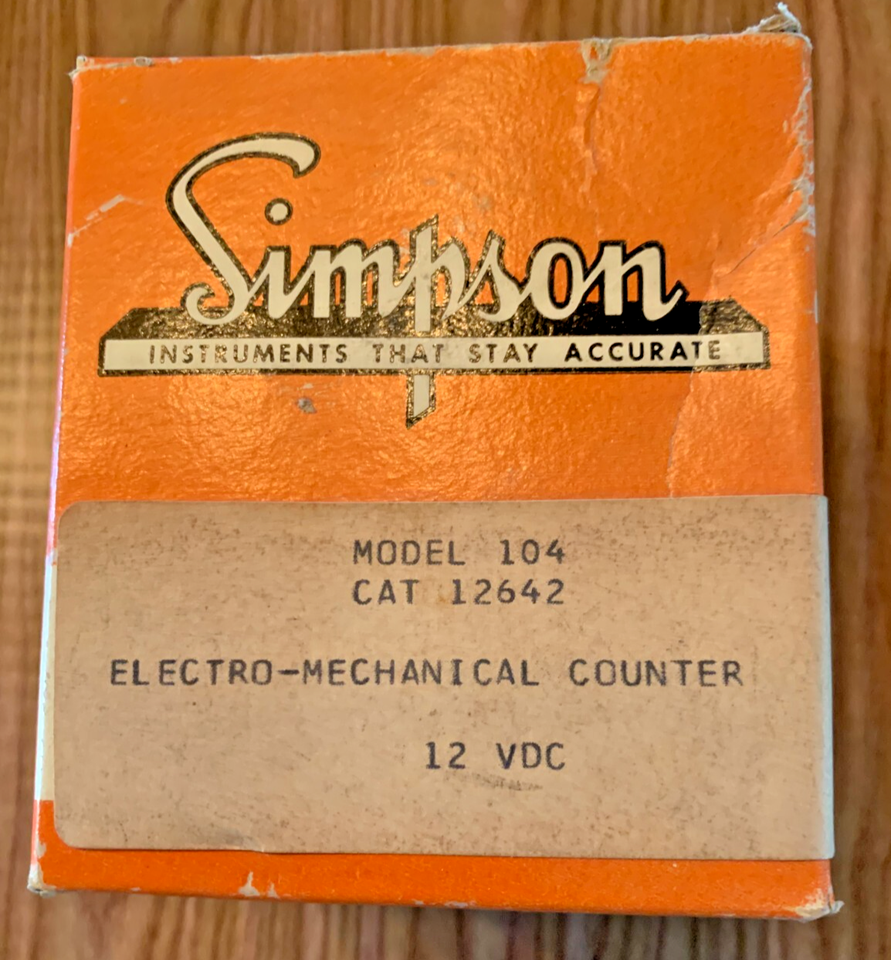 Simpson
INSTRUMENTS THAT STAY ACCURATE
MODEL 104
CAT 12642
ELECTRO-MECHANICAL COUNTER
12 VDC